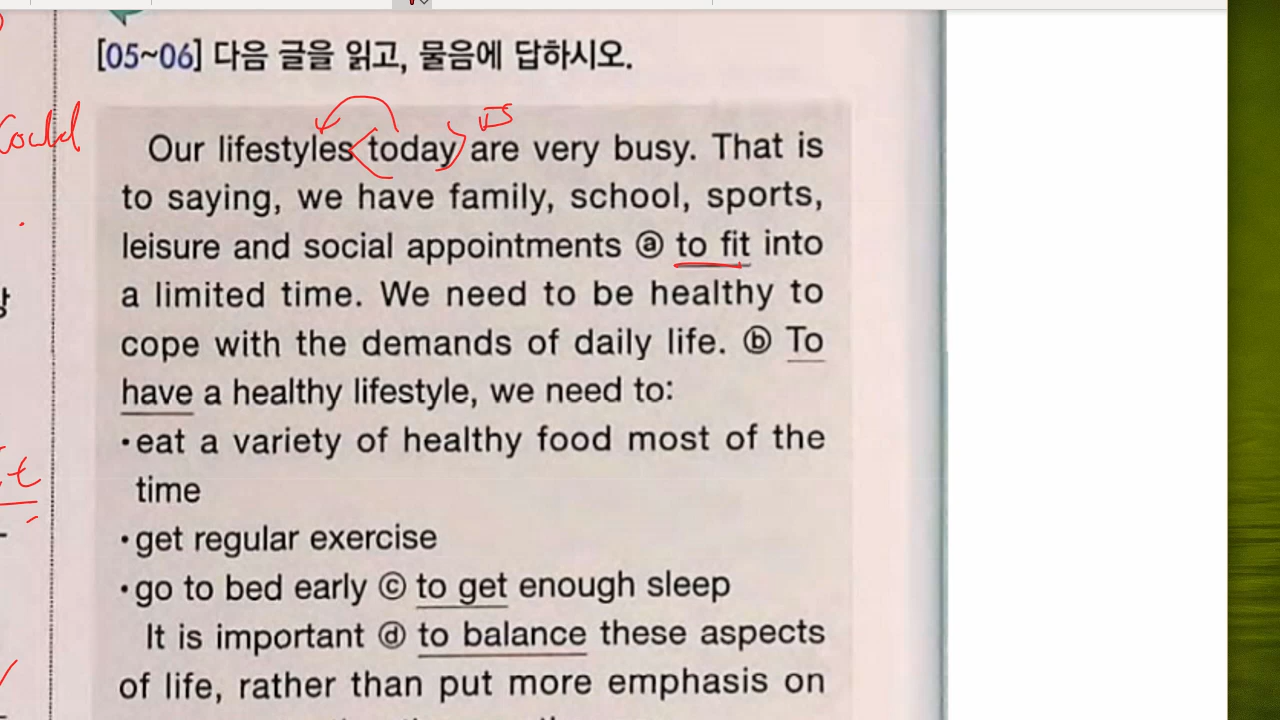 [05~06] 다음 글을 읽고, 물음에 답하시오.
VS
Could
Our lifestyles today are very busy. That is
to saying, we have family, school, sports,
leisure and social appointments ⓐ to fit into
a limited time. We need to be healthy to
cope with the demands of daily life. ⓑ To
have a healthy lifestyle, we need to:
•eat a variety of healthy food most of the
time
•get regular exercise
•go to bed early ⓒ to get enough sleep
It is important ⓓ to balance these aspects
of life, rather than put more emphasis on